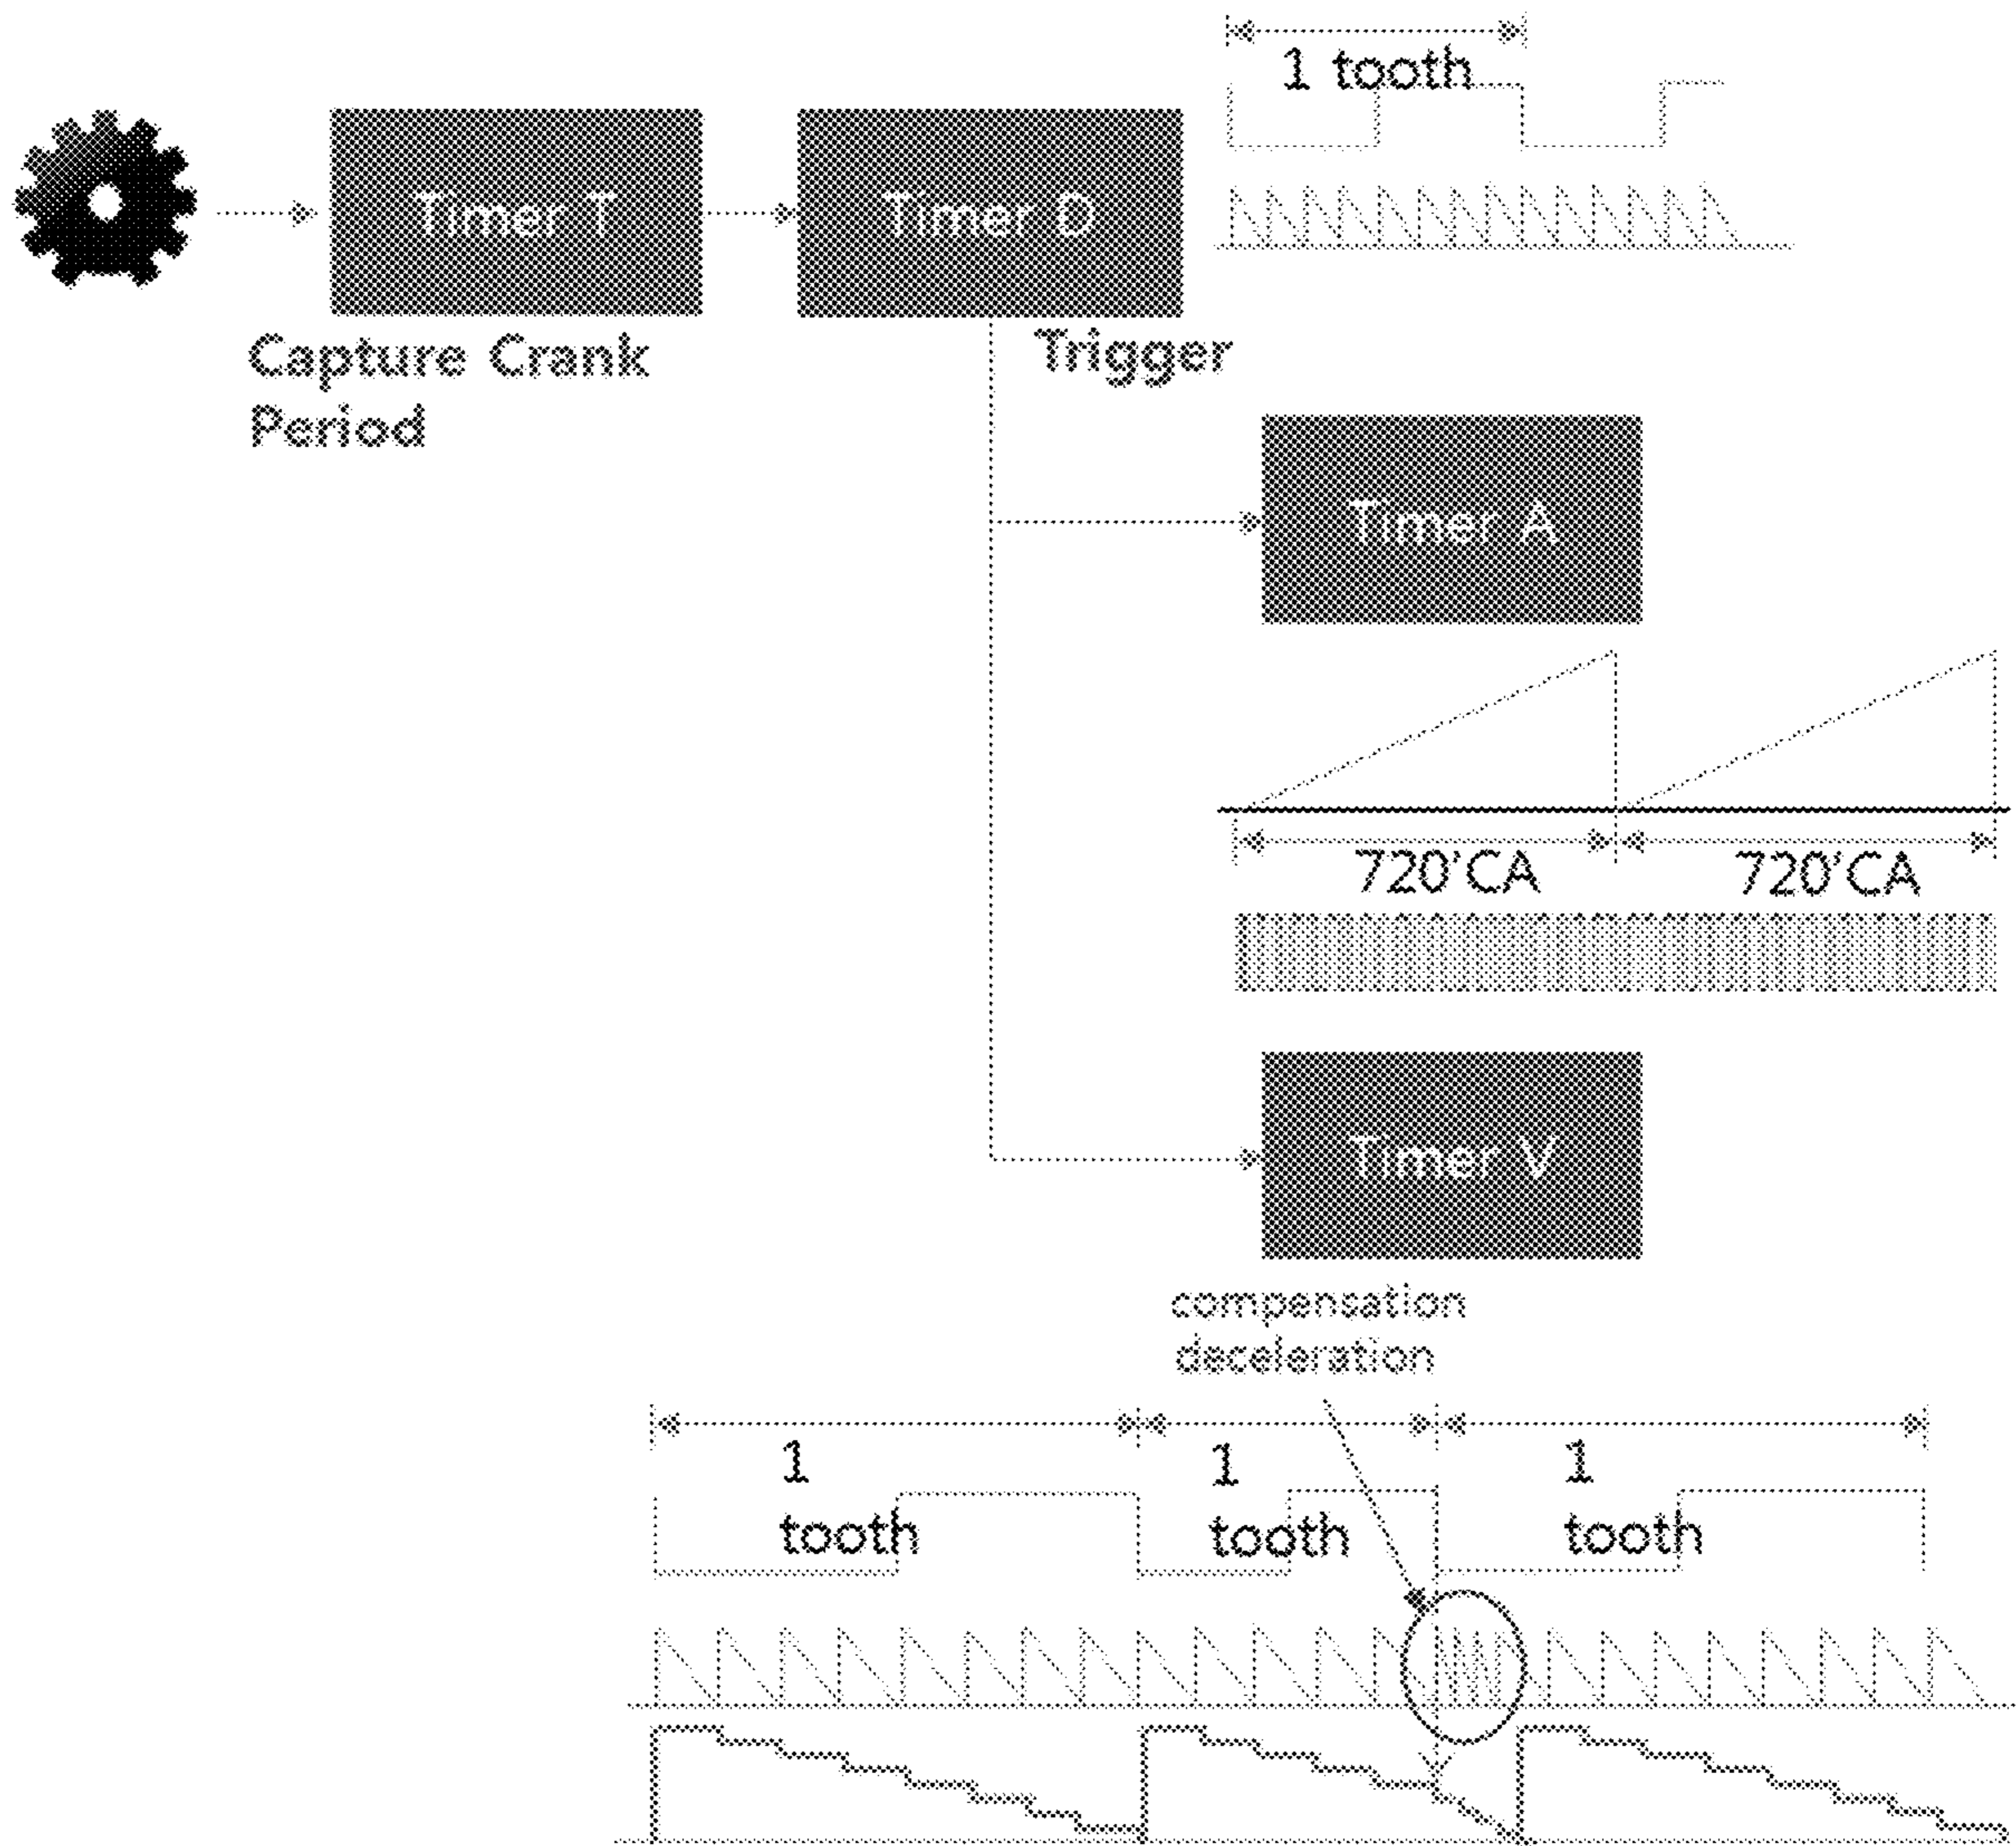 1 tooth
Timer T
Timer D
Capture Crank
Period
Trigger
Timer A
720'CA
720'CA
Timer V
compensation
deceleration
1
tooth
1
tooth
1
tooth